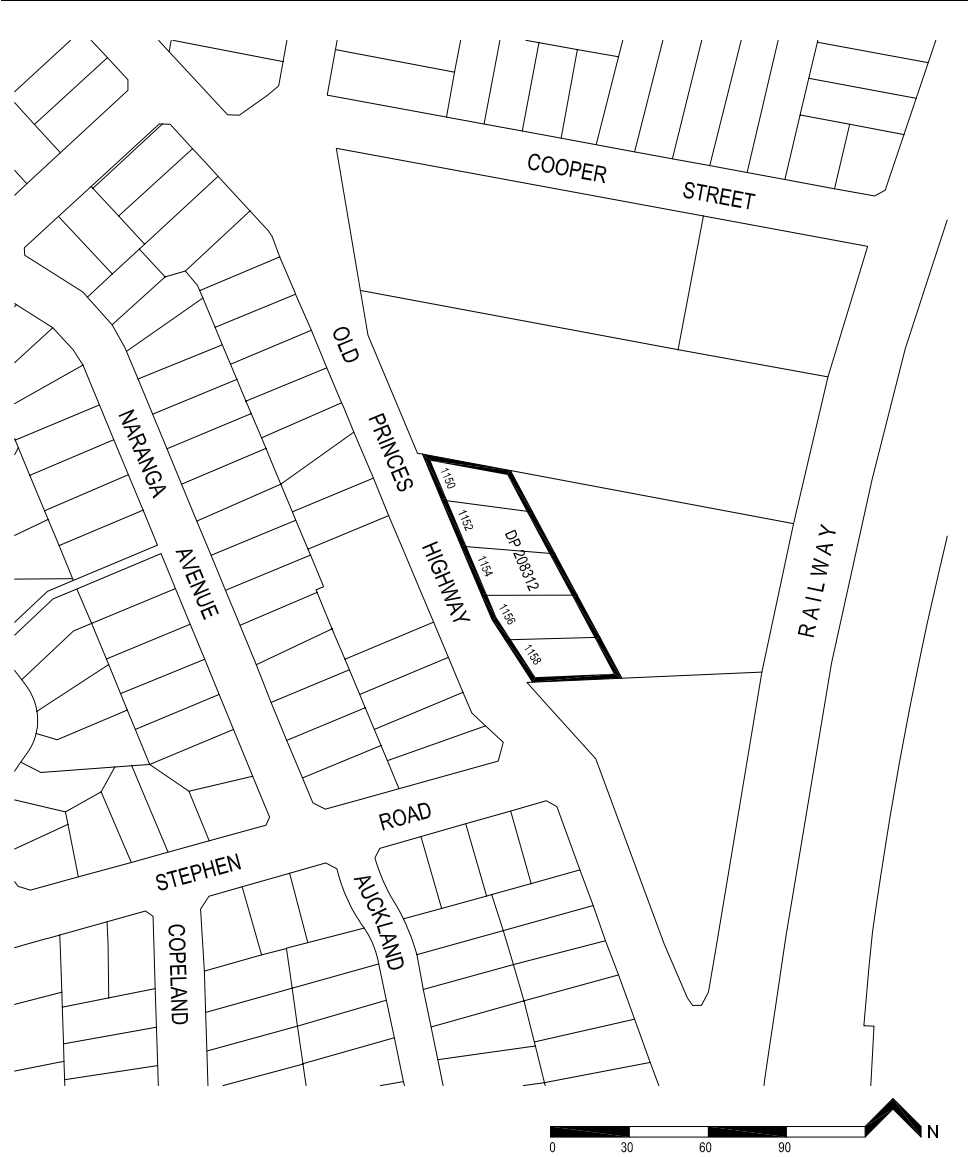 COOPER STREET
OLD
PRINCES
HIGHWAY
NARANGA
AVENUE
1150
1152
1154
1156
1158
DP 208312
RAILWAY
STEPHEN ROAD
AUCKLAND
COPELAND
0 30 60 90
N